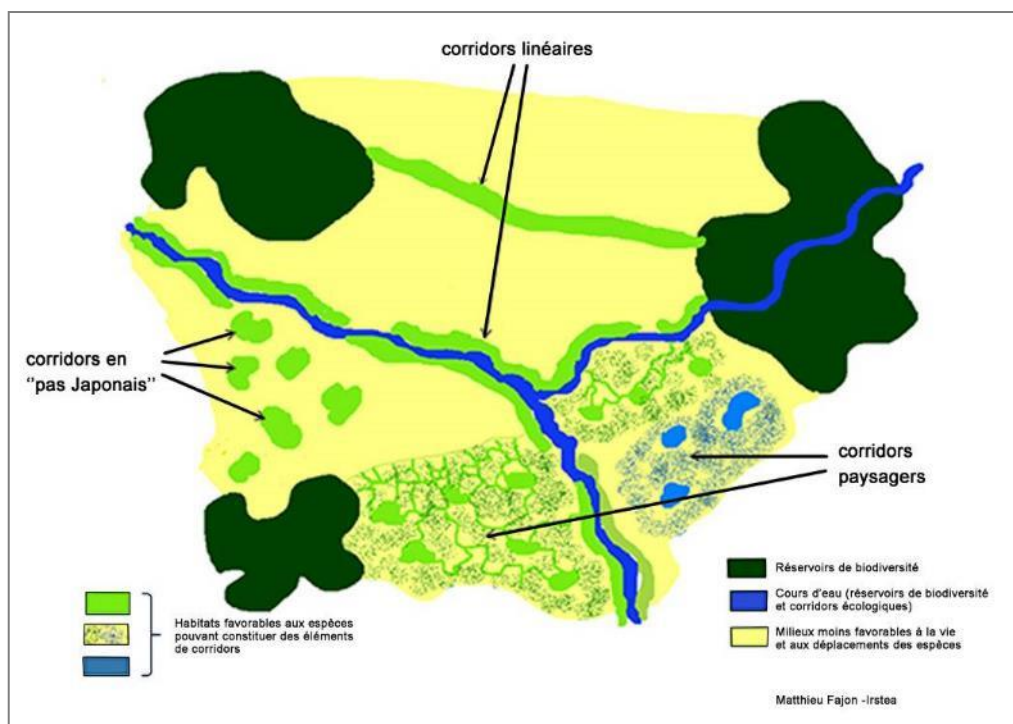 corridors linéaires
corridors en
"pas Japonais"
corridors
paysagers
Réservoirs de biodiversité
Cours d'eau (réservoirs de biodiversité
et corridors écologiques)
Milieux moins favorables à la vie
et aux déplacements des espèces
Habitats favorables aux espèces
pouvant constituer des éléments
de corridors
Matthieu Fajon -Irstea